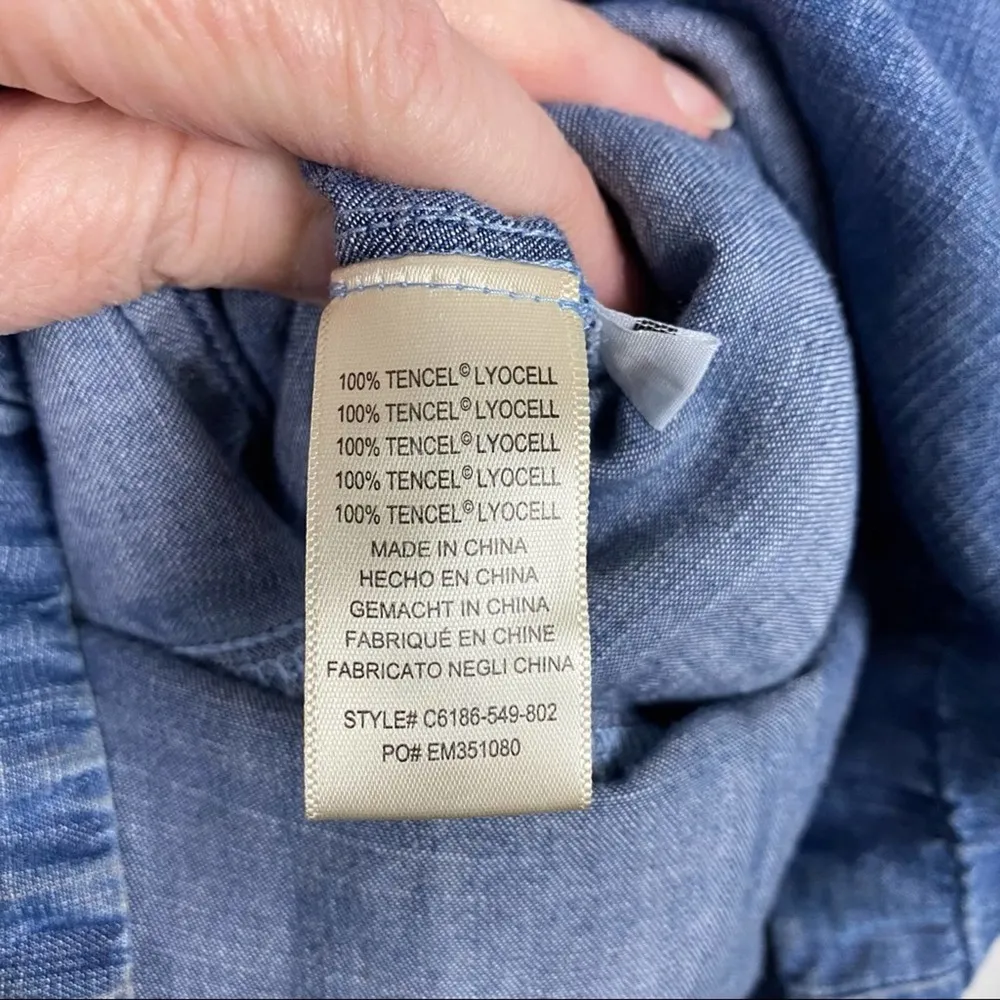 100% TENCEL© LYOCELL
100% TENCEL© LYOCELL
100% TENCEL© LYOCELL
100% TENCEL© LYOCELL
100% TENCEL© LYOCELL
MADE IN CHINA
HECHO EN CHINA
GEMACHT IN CHINA
FABRIQUÉ EN CHINE
FABRICATO NEGLI CHINA
STYLE# C6186-549-802
PO# EM351080